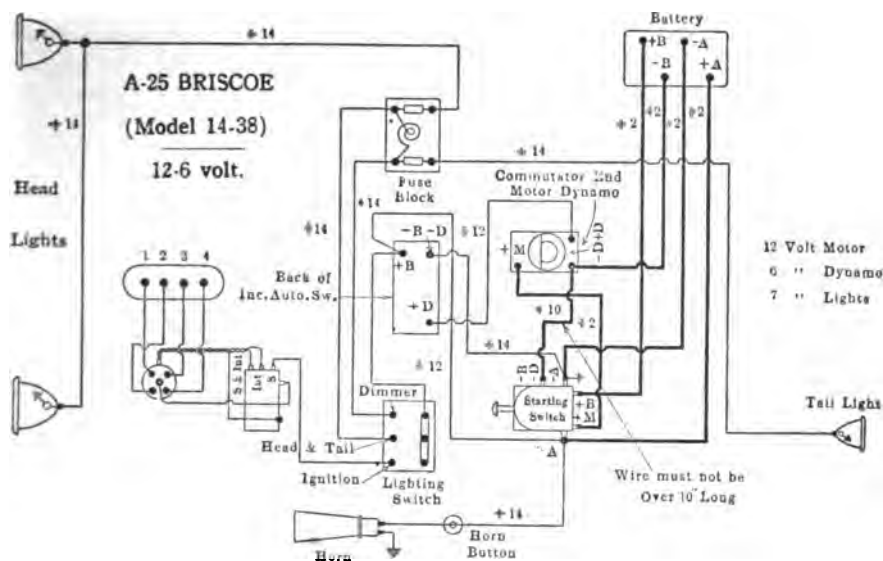 # 14
Battery
+B
-A
-B
+A
A-25 BRISCOE
(Model 14-38)
12-6 volt.
# 14
# 2
# 2
# 2
# 2
Head
Lights
Fuse
Block
# 14
Commutator End
Motor Dynamo
# 14
# 14
-B -D
# 12
+B
+ M
D
-D+D
12 Volt Motor
6 " Dynamo
7 " Lights
1 2 3 4
Back of
Inc. Auto. Sw.
+D
# 10
# 2
# 14
-B
-D
-A
+
S & Int
Int
S
# 12
Dimmer
Starting
Switch
+B
+ M
Tail Light
Head & Tail
Ignition
Lighting
Switch
A
Wire must not be
Over 10" Long
# 14
Horn
Horn
Button